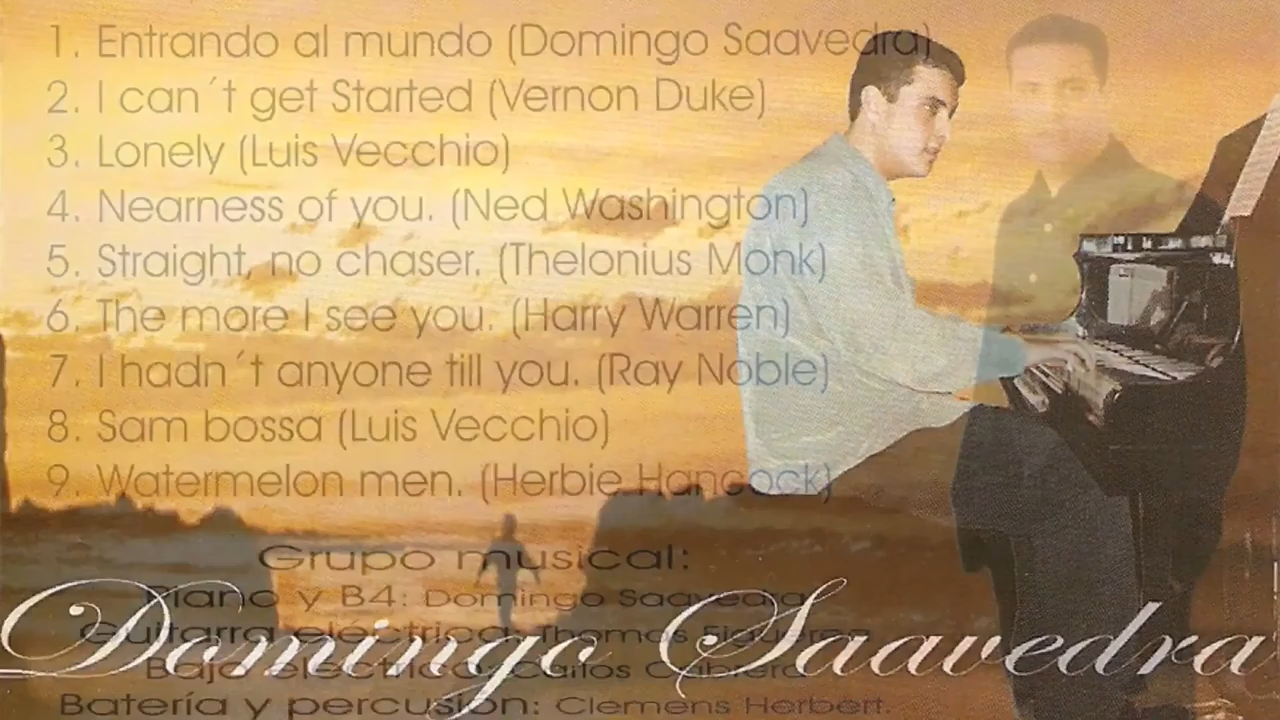 1. Entrando al mundo (Domingo Saavedra)
2. I can´t get Started (Vernon Duke)
3. Lonely (Luis Vecchio)
4. Nearness of you. (Ned Washington)
5. Straight, no chaser. (Thelonius Monk)
6. The more I see you. (Harry Warren)
7. I hadn´t anyone till you. (Ray Noble)
8. Sam bossa (Luis Vecchio)
9. Watermelon men. (Herbie Hancock)
Grupo musical:
Piano y B4: Domingo Saavedra
Guitarra eléctrica: Thomas Figueroa
Domingo Saavedra
Bajo electrico: Carlos Cabrera
Batería y percusión: Clemens Herbert.